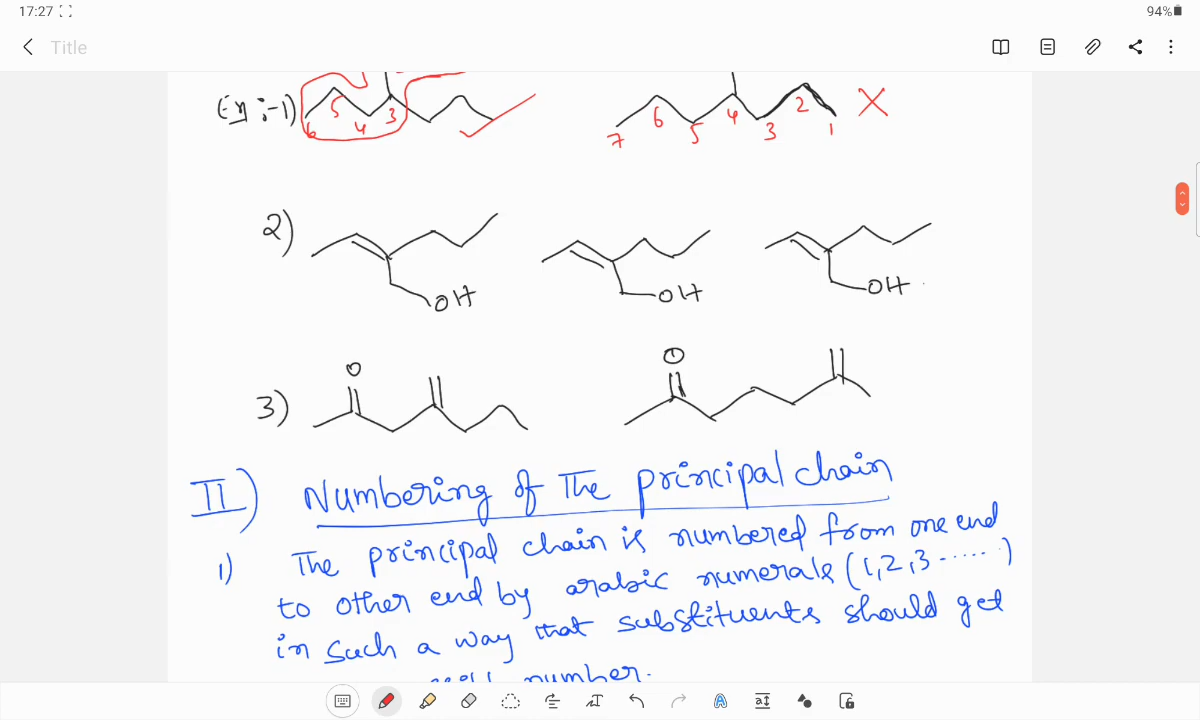 17:27
94%
Title
Ex :-1)
5
6
4
3
2
6
4
7
5
3
1
2)
OH
OH
OH
O
O
3)
II) Numbering of The principal chain
1) The principal chain is numbered from one end
to other end by arabic numerals (1,2,3 ......)
in such a way that substituents should get
number.